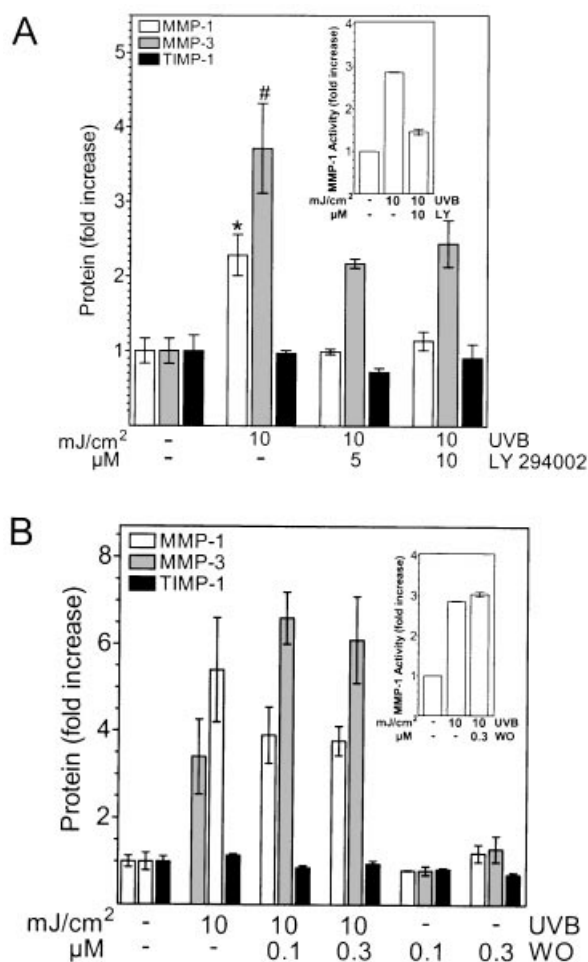 A
MMP-1
MMP-3
TIMP-1
Protein (fold increase)
5
4
3
2
1
*
#
MMP-1 Activity (fold increase)
4
3
2
1
mJ/cm² - 10 10 UVB
µM - - 10 LY
mJ/cm² - 10 10 10 UVB
µM - - 5 10 LY 294002
B
MMP-1
MMP-3
TIMP-1
Protein (fold increase)
8
6
4
2
MMP-1 Activity (fold increase)
4
3
2
1
0
mJ/cm² - 10 10 UVB
µM - - 0.3 WO
mJ/cm² - 10 10 10 - - UVB
µM - - 0.1 0.3 0.1 0.3 WO